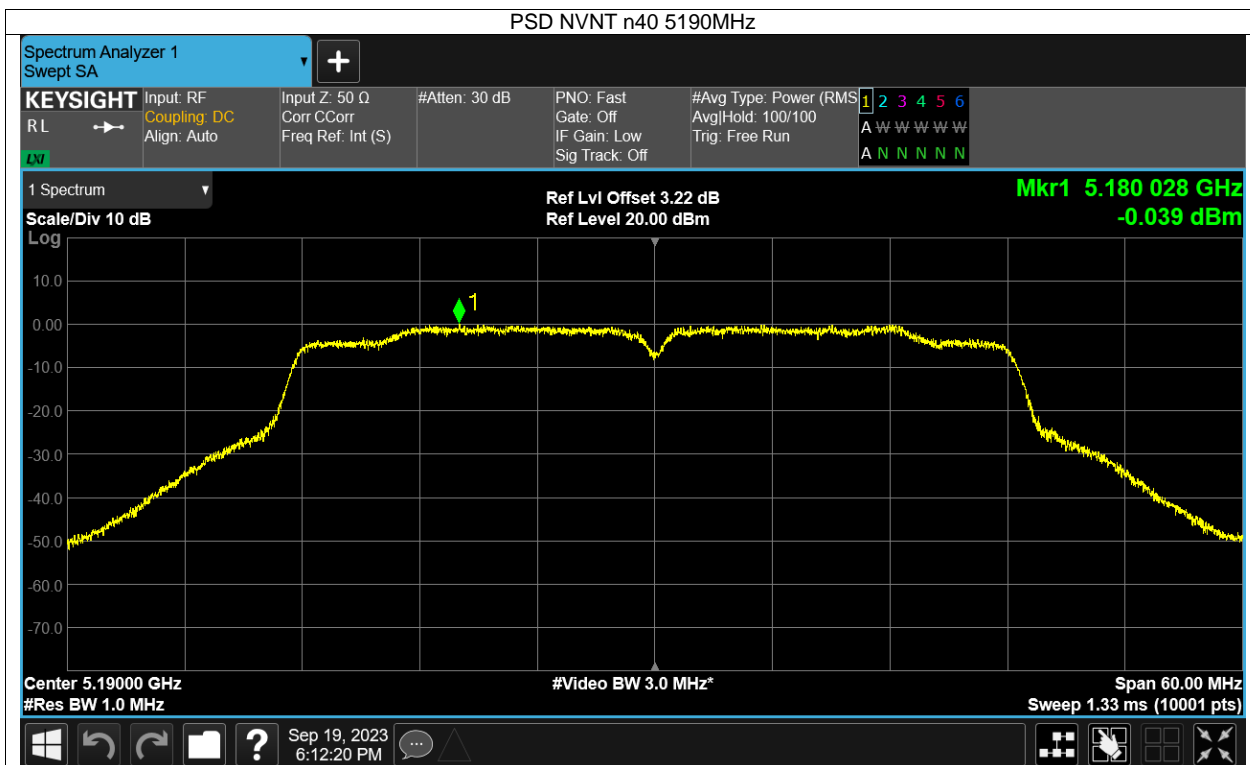 PSD NVNT n40 5190MHz
Spectrum Analyzer 1
Swept SA
KEYSIGHT
R L
LXI
Input: RF
Coupling: DC
Align: Auto
Input Z: 50 Ω
Corr CCorr
Freq Ref: Int (S)
#Atten: 30 dB
PNO: Fast
Gate: Off
IF Gain: Low
Sig Track: Off
#Avg Type: Power (RMS
Avg|Hold: 100/100
Trig: Free Run
1 2 3 4 5 6
A W W W W W
A N N N N N
1 Spectrum
Scale/Div 10 dB
Ref Lvl Offset 3.22 dB
Ref Level 20.00 dBm
Mkr1 5.180 028 GHz
-0.039 dBm
Log
10.0
0.00
-10.0
-20.0
-30.0
-40.0
-50.0
-60.0
-70.0
1
Center 5.19000 GHz
#Res BW 1.0 MHz
#Video BW 3.0 MHz*
Span 60.00 MHz
Sweep 1.33 ms (10001 pts)
?
Sep 19, 2023
6:12:20 PM